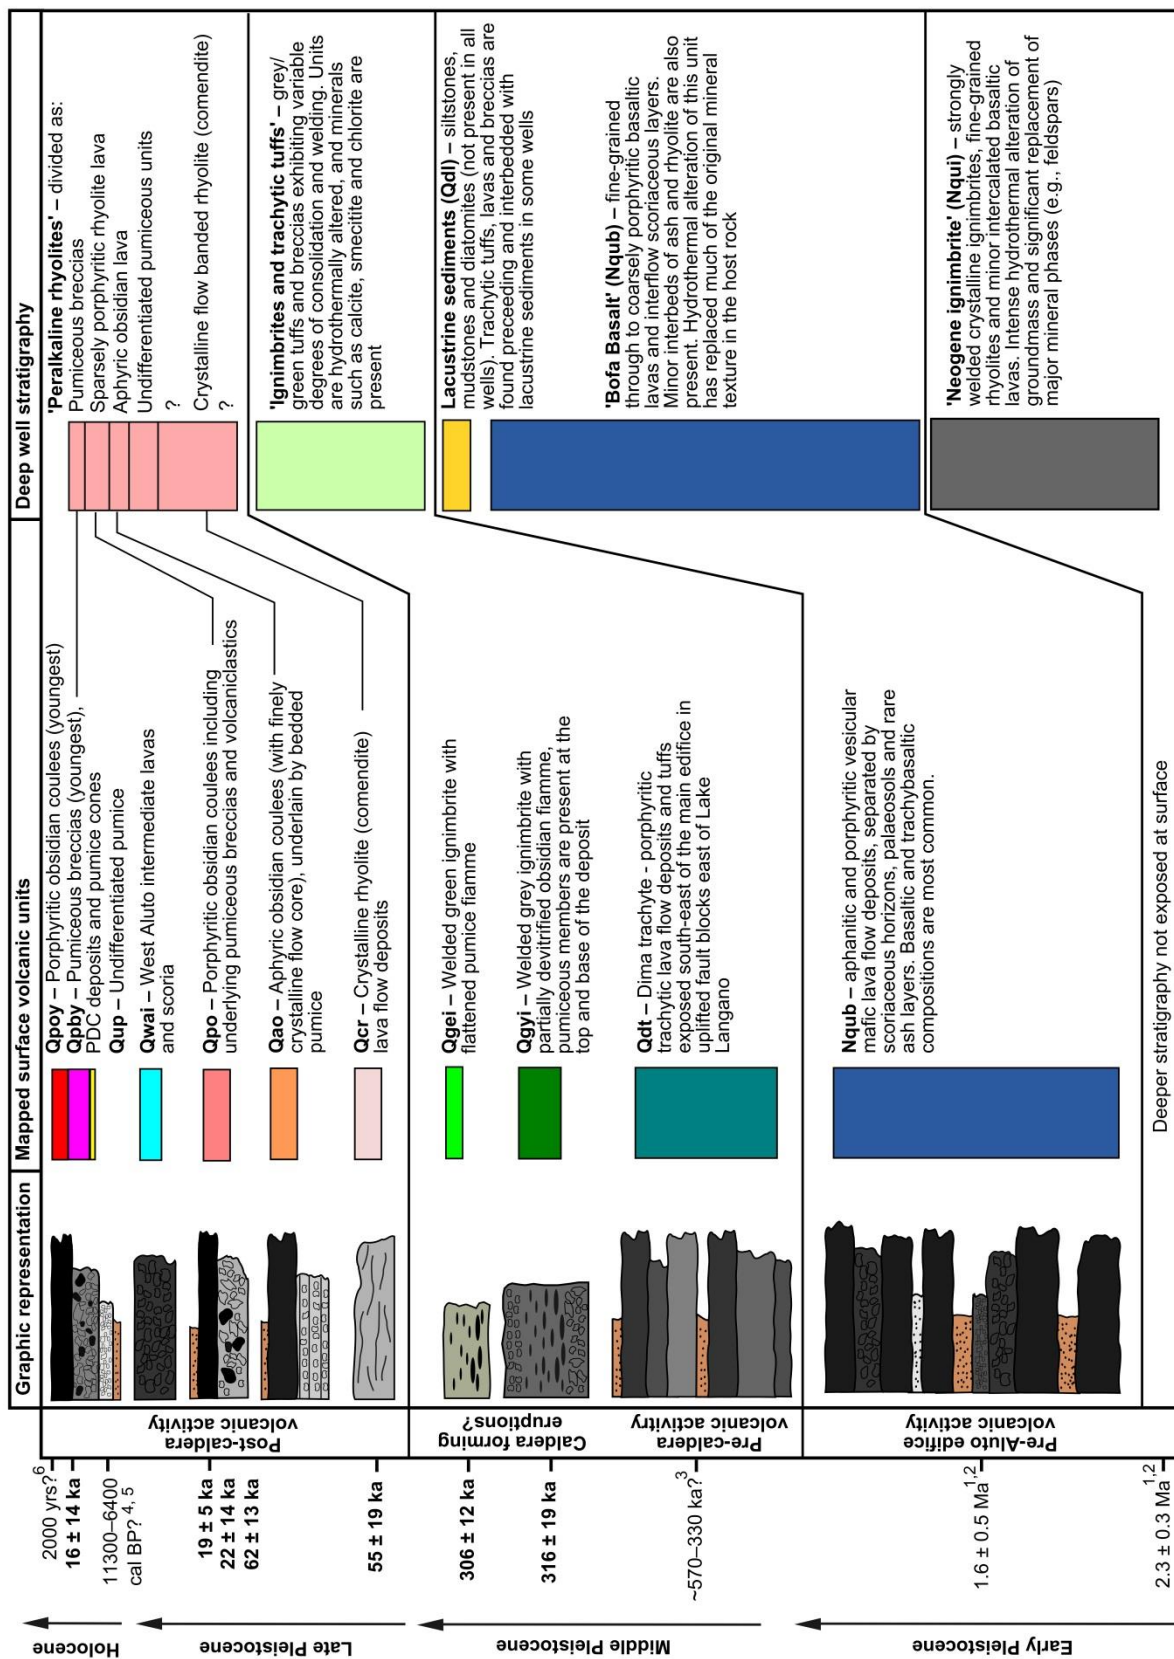 Graphic representation
Mapped surface volcanic units
Deep well stratigraphy
Holocene
Late Pleistocene
Middle Pleistocene
Early Pleistocene
2000 yrs?6
16 ± 14 ka
11300–6400
cal BP?4, 5
19 ± 5 ka
22 ± 14 ka
62 ± 13 ka
55 ± 19 ka
306 ± 12 ka
316 ± 19 ka
~570–330 ka?3
1.6 ± 0.5 Ma1,2
2.3 ± 0.3 Ma1,2
Post-caldera
volcanic activity
Caldera forming
eruptions?
Pre-caldera
volcanic activitry
Pre-Aluto edifice
volcanic activity
Qpoy – Porphyritic obsidian coulees (youngest)
Qpby – Pumiceous breccias (youngest),
PDC deposits and pumice cones
Qup – Undifferentiated pumice
Qwai – West Aluto intermediate lavas
and scoria
Qpo – Porphyritic obsidian coulees including
underlying pumiceous breccias and volcaniclastics
Qao – Aphyric obsidian coulees (with finely
crystalline flow core), underlain by bedded
pumice
Qcr – Crystalline rhyolite (comendite)
lava flow deposits
Qgei – Welded green ignimbrite with
flattened pumice fiamme
Qgyi – Welded grey ignimbrite with
partially devitrified obsidian fiamme,
pumiceous members are present at the
top and base of the deposit
Qdt – Dima trachyte - porphyritic
trachytic lava flow deposits and tuffs
exposed south-east of the main edifice in
uplifted fault blocks east of Lake
Langano
Nqub – aphanitic and porphyritic vesicular
mafic lava flow deposits, separated by
scoriaceous horizons, palaeosols and rare
ash layers. Basaltic and trachybasaltic
compositions are most common.
Deeper stratigraphy not exposed at surface
'Peralkaline rhyolites' – divided as:
Pumiceous breccias
Sparsely porphyritic rhyolite lava
Aphyric obsidian lava
Undifferentiated pumiceous units
?
Crystalline flow banded rhyolite (comendite)
?
'Ignimbrites and trachytic tuffs' – grey/
green tuffs and breccias exhibiting variable
degrees of consolidation and welding. Units
are hydrothermally altered, and minerals
such as calcite, smecitite and chlorite are
present
Lacustrine sediments (Qdl) – siltstones,
mudstones and diatomites (not present in all
wells). Trachytic tuffs, lavas and breccias are
found preceeding and interbedded with
lacustrine sediments in some wells
'Bofa Basalt' (Nqub) – fine-grained
through to coarsely porphyritic basaltic
lavas and interflow scoriaceous layers.
Minor interbeds of ash and rhyolite are also
present. Hydrothermal alteration of this unit
has replaced much of the original mineral
texture in the host rock
'Neogene ignimbrite' (Nqui) – strongly
welded crystalline ignimbrites, fine-grained
rhyolites and minor intercalated basaltic
lavas. Intense hydrothermal alteration of
groundmass and significant replacement of
major mineral phases (e.g., feldspars)